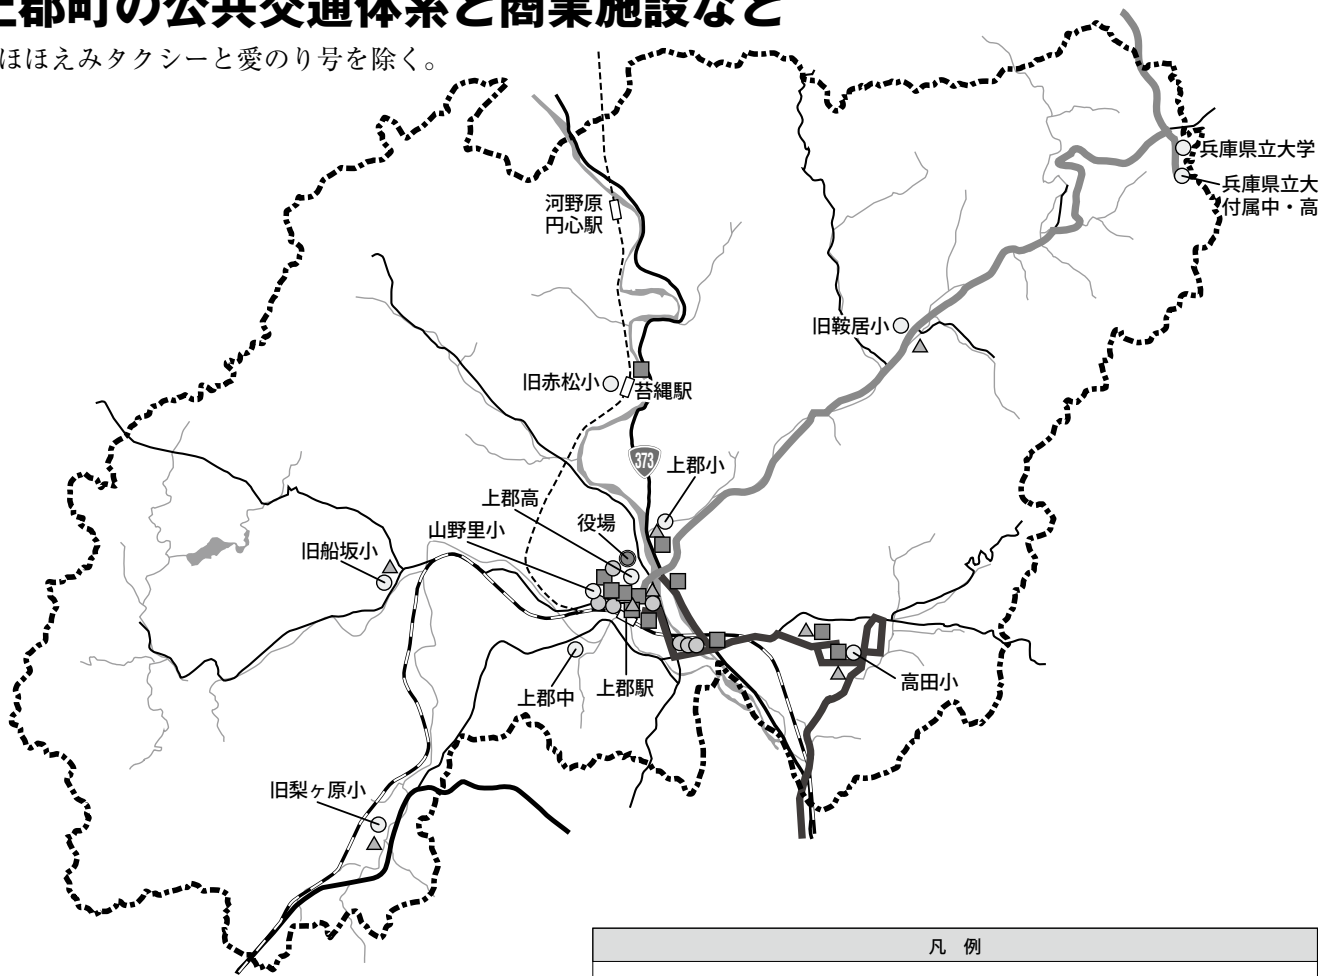 上郡町の公共交通体系と商業施設など
ほほえみタクシーと愛のり号を除く。
兵庫県立大学
兵庫県立大
付属中・高
河野原
円心駅
旧鞍居小
旧赤松小
苔縄駅
373
上郡小
上郡高
役場
山野里小
旧船坂小
上郡中
上郡駅
高田小
旧梨ヶ原小
凡 例